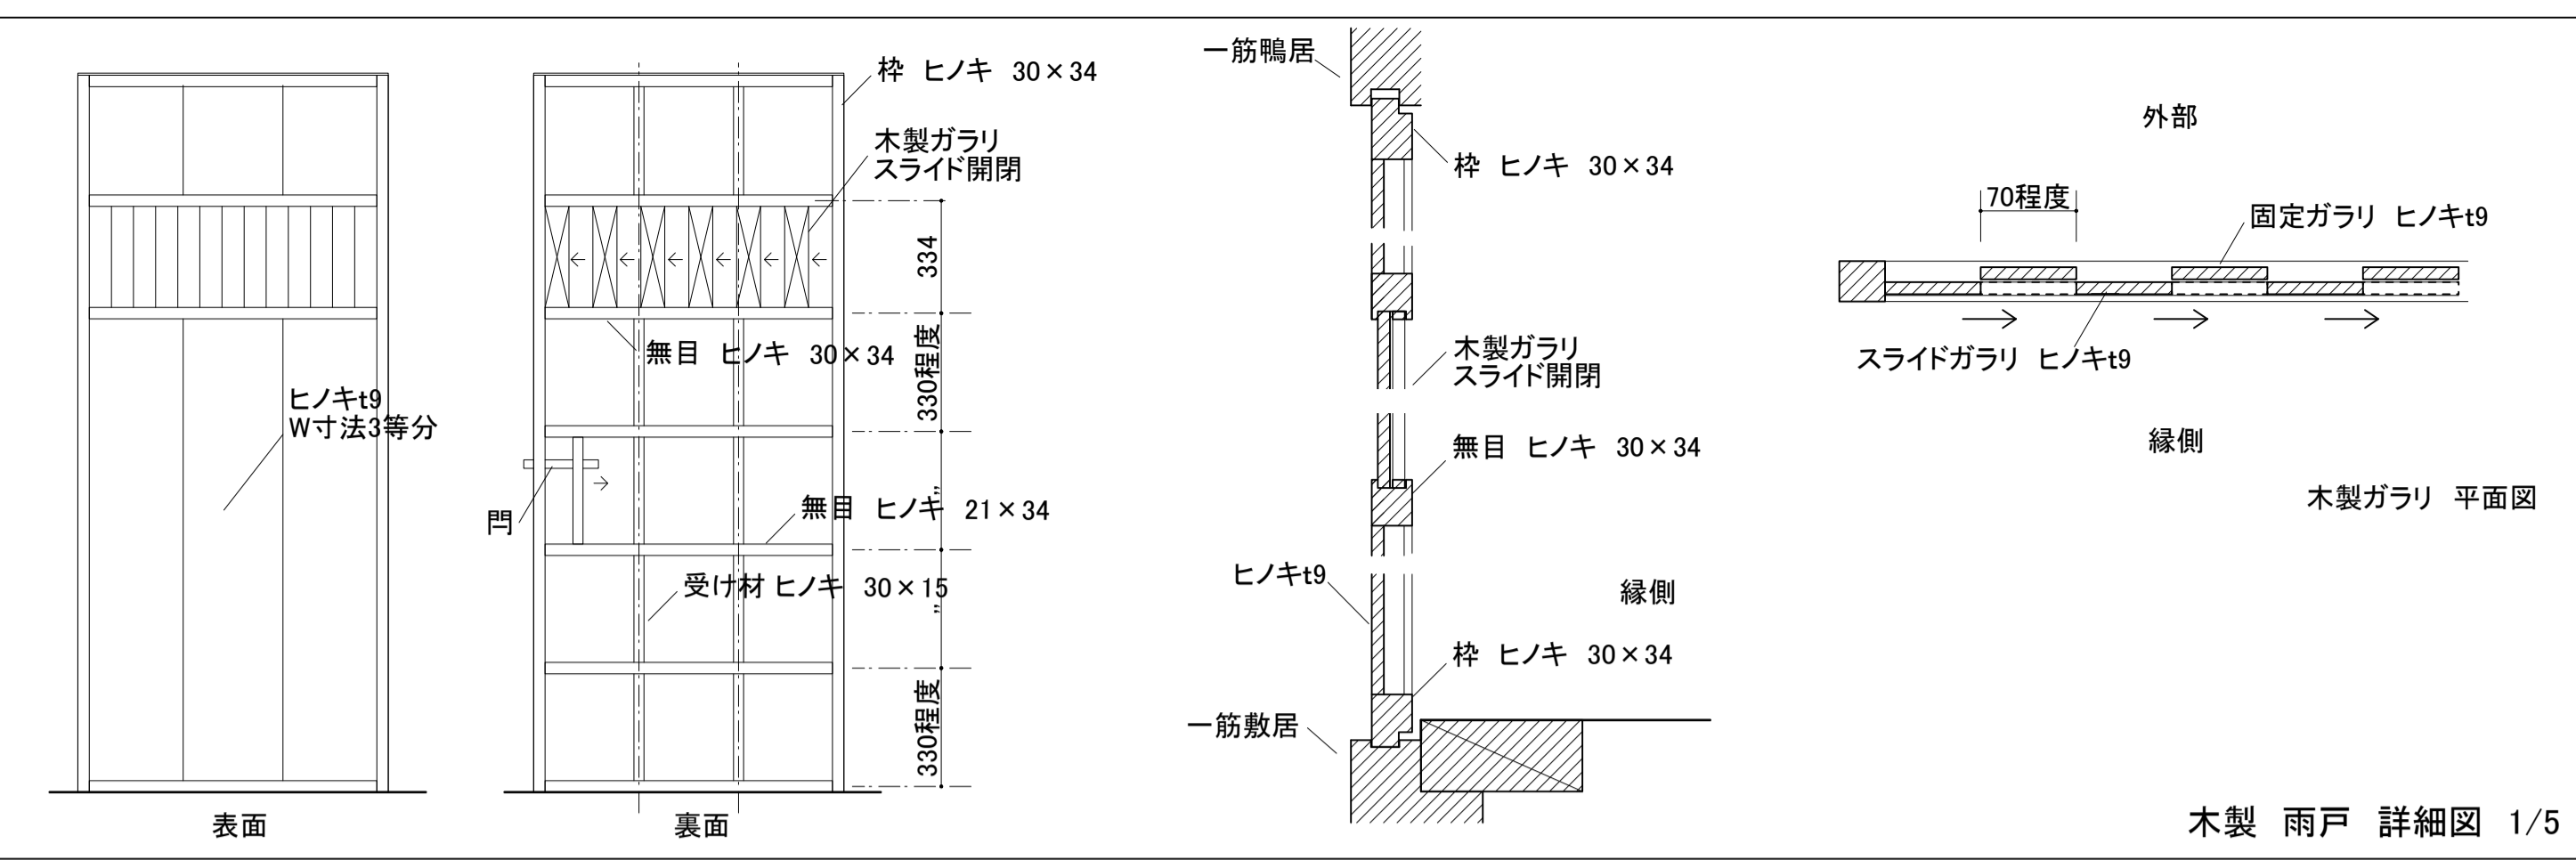 ヒノキt9
W寸法3等分
表面
枠 ヒノキ 30×34
木製ガラリ
スライド開閉
334
無目 ヒノキ 30×34
330程度
閂
〃
無目 ヒノキ 21×34
受け材 ヒノキ 30×15
〃
330程度
裏面
一筋鴨居
枠 ヒノキ 30×34
木製ガラリ
スライド開閉
無目 ヒノキ 30×34
ヒノキt9
縁側
枠 ヒノキ 30×34
一筋敷居
外部
70程度
固定ガラリ ヒノキt9
スライドガラリ ヒノキt9
縁側
木製ガラリ 平面図
木製 雨戸 詳細図 1/5